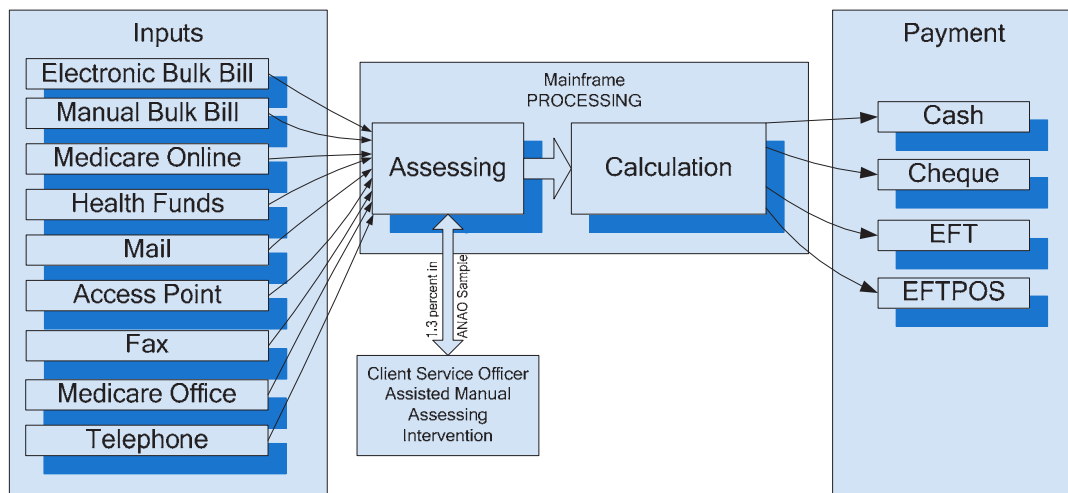 Inputs
Electronic Bulk Bill
Manual Bulk Bill
Medicare Online
Health Funds
Mail
Access Point
Fax
Medicare Office
Telephone
Mainframe
PROCESSING
Assessing
Calculation
1.3 percent in
ANAO Sample
Client Service Officer
Assisted Manual
Assessing
Intervention
Payment
Cash
Cheque
EFT
EFTPOS